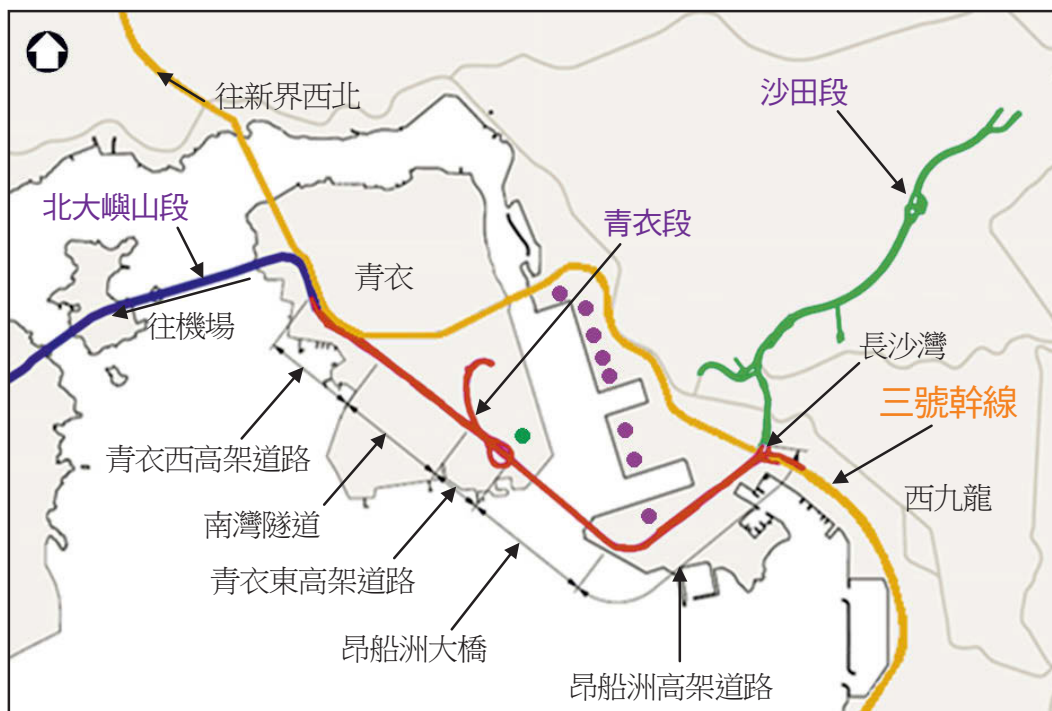 往新界西北
沙田段
北大嶼山段
青衣段
青衣
往機場
長沙灣
三號幹線
青衣西高架道路
西九龍
南灣隧道
青衣東高架道路
昂船洲大橋
昂船洲高架道路